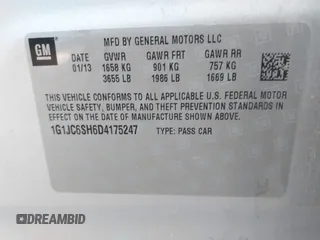 GM
MFD BY GENERAL MOTORS LLC
DATE GVWR GAWR FRT GAWR RR
01/13 1658 KG 901 KG 757 KG
3655 LB 1986 LB 1669 LB
THIS VEHICLE CONFORMS TO ALL APPLICABLE U.S. FEDERAL MOTOR
VEHICLE SAFETY, BUMPER, AND THEFT PREVENTION STANDARDS
IN EFFECT ON THE DATE OF MANUFACTURE SHOWN ABOVE.
1G1JC6SH6D4175247 TYPE: PASS CAR
DREAMBID